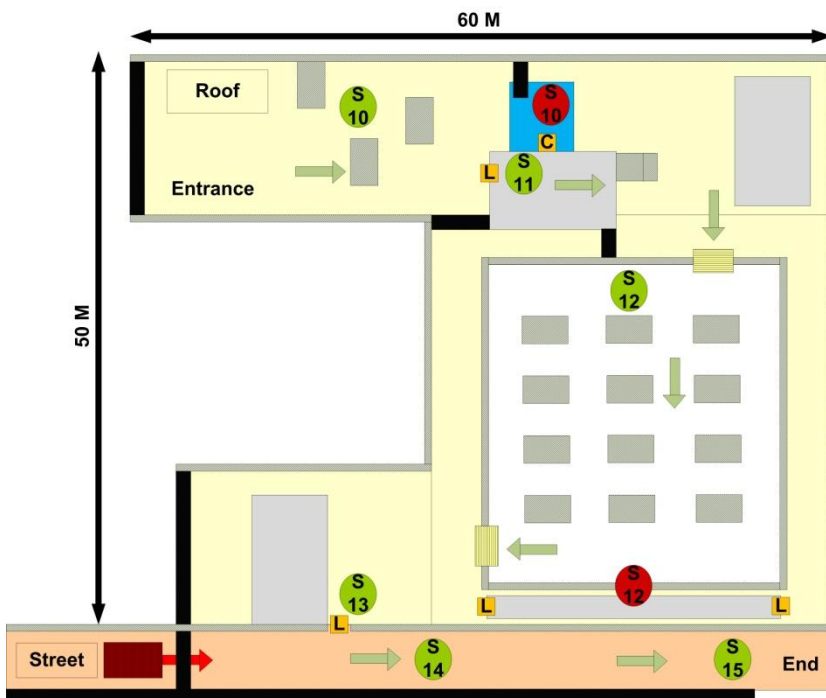 60 M
50 M
Roof
S
10
S
10
C
L
S
11
Entrance
S
12
S
12
L
L
S
13
L
Street
S
14
S
15
End